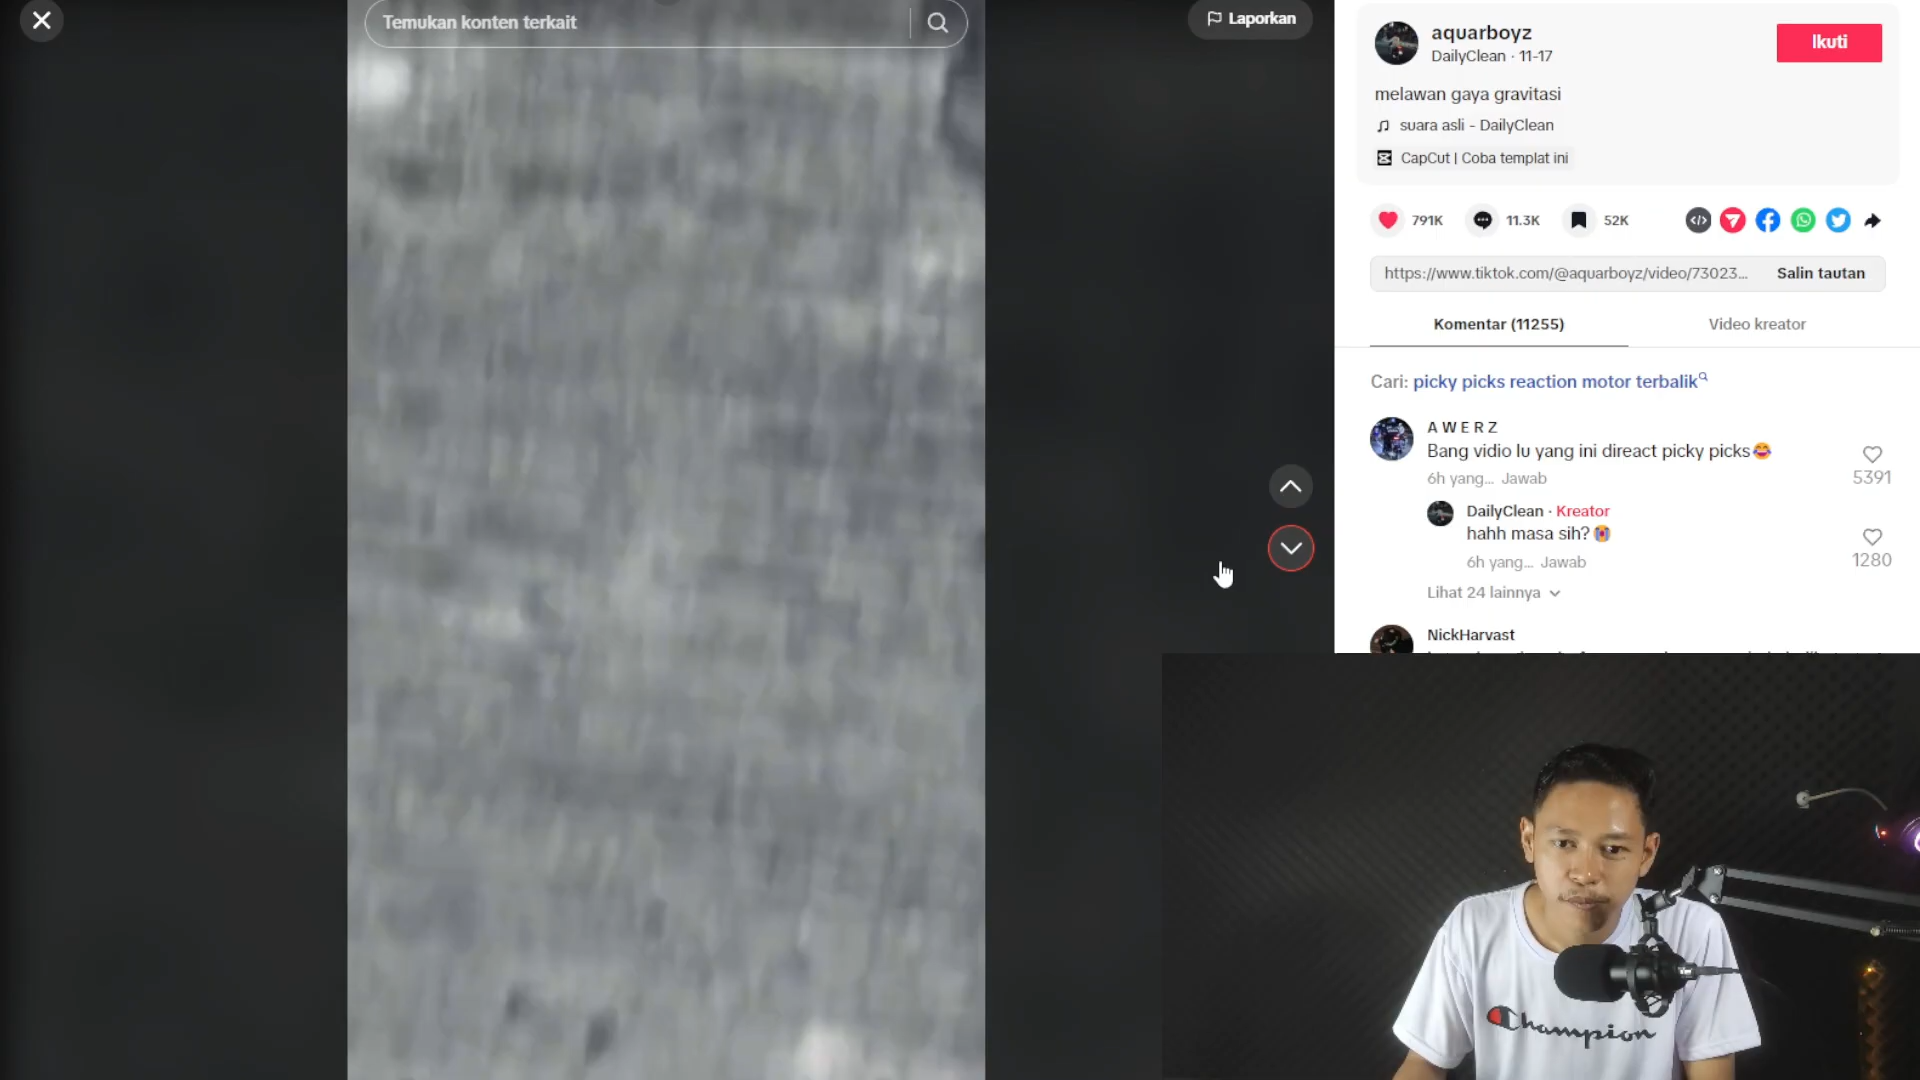 Temukan konten terkait
Laporkan
aquarboyz
DailyClean · 11-17
Ikuti
melawan gaya gravitasi
suara asli - DailyClean
CapCut | Coba templat ini
791K
11.3K
52K
https://www.tiktok.com/@aquarboyz/video/73023...
Salin tautan
Komentar (11255)
Video kreator
Cari: picky picks reaction motor terbalik
A W E R Z
Bang vidio lu yang ini direact picky picks😂
6h yang... Jawab
5391
DailyClean · Kreator
hahh masa sih?😭
6h yang... Jawab
1280
Lihat 24 lainnya
NickHarvast
Champion